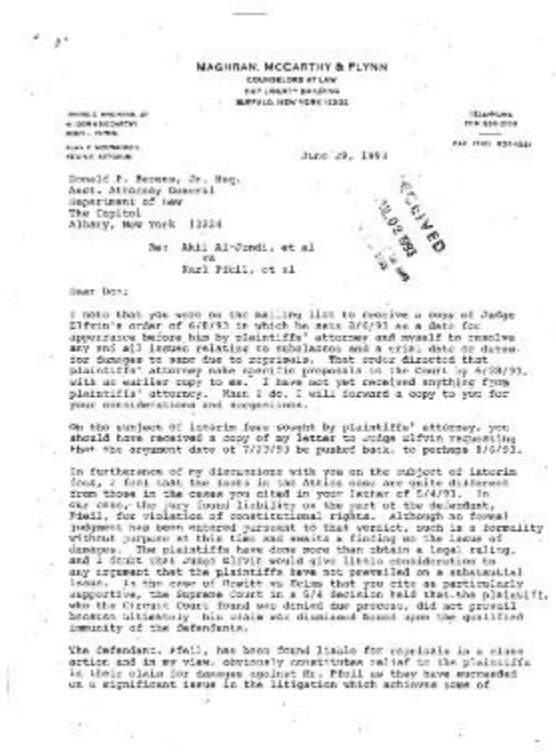 MAGHRAN, McCARTHY & FLYNN
COUNSELORS AT LAW
LIBERTY BUILDING
BUFFALO, NEW YORK 14202
June 29, 1993
Donald P. Berens, Jr. Esq.
Asst. Attorney General
Department of Law
The Capitol
Albany, New York 12224
Re: Akil Al-Jundi, et al
vs
Karl Pfeil, et al
RECEIVED
JUL 02 1993
Dear Don:
I note that you were on the mailing list to receive a copy of Judge
Elfvin's order of 6/8/93 in which he sets 8/6/93 as a date for
appearance before him by plaintiffs' attorney and myself to resolve
any and all issues relating to subclasses and a trial date or dates
for damages to same due to reprisals. That order directed that
plaintiffs' attorney make specific proposals to the Court by 6/28/93,
with an earlier copy to me. I have not yet received anything from
plaintiffs' attorney. When I do, I will forward a copy to you for
your considerations and suggestions.
On the subject of interim fees sought by plaintiffs' attorney, you
should have received a copy of my letter to Judge Elfvin requesting
that the argument date of 7/23/93 be pushed back, to perhaps 8/6/93.
In furtherance of my discussions with you on the subject of interim
fees, I feel that the facts in the Attica case are quite different
from those in the cases you cited in your letter of 5/4/93. In
our case, the jury found liability on the part of the defendant,
Pfeil, for violation of constitutional rights. Although no formal
judgment has been entered pursuant to that verdict, such is a formality
without purpose at this time and awaits a finding on the issue of
damages. The plaintiffs have done more than obtain a legal ruling,
and I doubt that Judge Elfvin would give little consideration to
any argument that the plaintiffs have not prevailed on a substantial
issue. In the case of Hewitt vs Helms that you cite as particularly
supportive, the Supreme Court in a 5/4 decision held that the plaintiff,
who the Circuit Court found was denied due process, did not prevail
because ultimately his claim was dismissed based upon the qualified
immunity of the defendants.
The defendant, Pfeil, has been found liable for reprisals in a class
action and in my view, obviously constitutes relief to the plaintiffs
in their claim for damages against Mr. Pfeil as they have succeeded
on a significant issue in the litigation which achieves some of